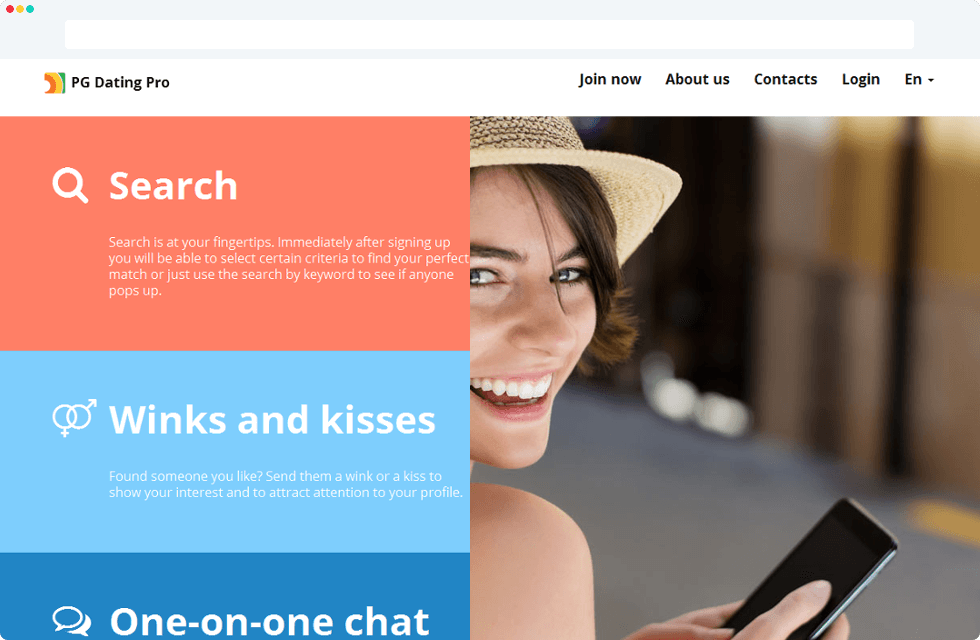 PG Dating Pro
Join now
About us
Contacts
Login
En
Search
Search is at your fingertips. Immediately after signing up
you will be able to select certain criteria to find your perfect
match or just use the search by keyword to see if anyone
pops up.
Winks and kisses
Found someone you like? Send them a wink or a kiss to
show your interest and to attract attention to your profile.
One-on-one chat